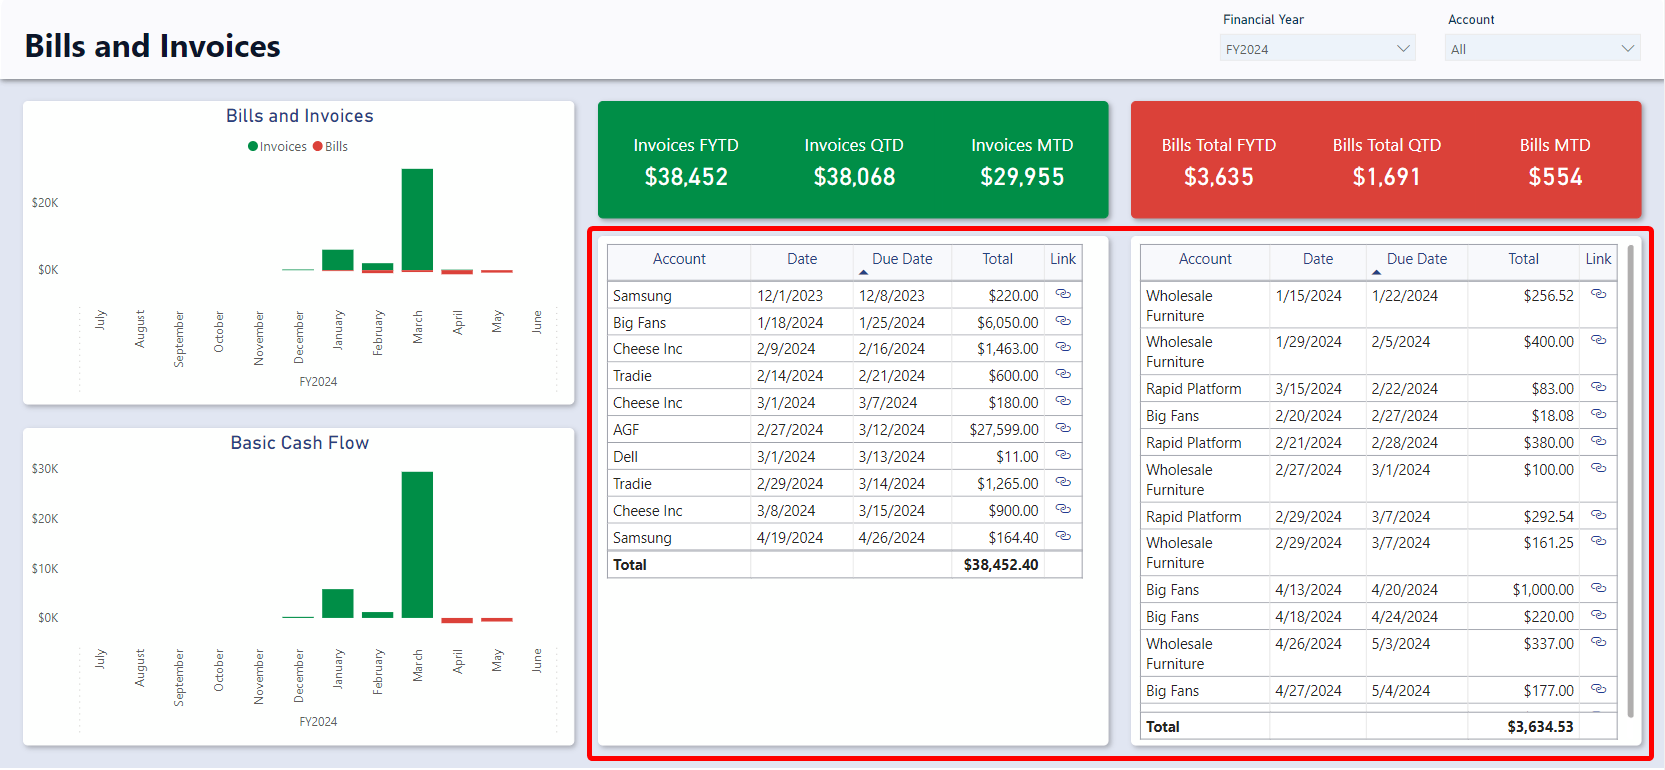 Bills and Invoices
Financial Year
FY2024
Account
All
Bills and Invoices
Invoices Bills
$20K
$0K
July August September October November December January February March April May June
FY2024
Basic Cash Flow
$30K
$20K
$10K
$0K
July August September October November December January February March April May June
FY2024
Invoices FYTD Invoices QTD Invoices MTD
$38,452 $38,068 $29,955
Bills Total FYTD Bills Total QTD Bills MTD
$3,635 $1,691 $554
Account Date Due Date Total Link
Samsung 12/1/2023 12/8/2023 $220.00
Big Fans 1/18/2024 1/25/2024 $6,050.00
Cheese Inc 2/9/2024 2/16/2024 $1,463.00
Tradie 2/14/2024 2/21/2024 $600.00
Cheese Inc 3/1/2024 3/7/2024 $180.00
AGF 2/27/2024 3/12/2024 $27,599.00
Dell 3/1/2024 3/13/2024 $11.00
Tradie 2/29/2024 3/14/2024 $1,265.00
Cheese Inc 3/8/2024 3/15/2024 $900.00
Samsung 4/19/2024 4/26/2024 $164.40
Total $38,452.40
Account Date Due Date Total Link
Wholesale 1/15/2024 1/22/2024 $256.52
Furniture
Wholesale 1/29/2024 2/5/2024 $400.00
Furniture
Rapid Platform 3/15/2024 2/22/2024 $83.00
Big Fans 2/20/2024 2/27/2024 $18.08
Rapid Platform 2/21/2024 2/28/2024 $380.00
Wholesale 2/27/2024 3/1/2024 $100.00
Furniture
Rapid Platform 2/29/2024 3/7/2024 $292.54
Wholesale 2/29/2024 3/7/2024 $161.25
Furniture
Big Fans 4/13/2024 4/20/2024 $1,000.00
Big Fans 4/18/2024 4/24/2024 $220.00
Wholesale 4/26/2024 5/3/2024 $337.00
Furniture
Big Fans 4/27/2024 5/4/2024 $177.00
Total $3,634.53